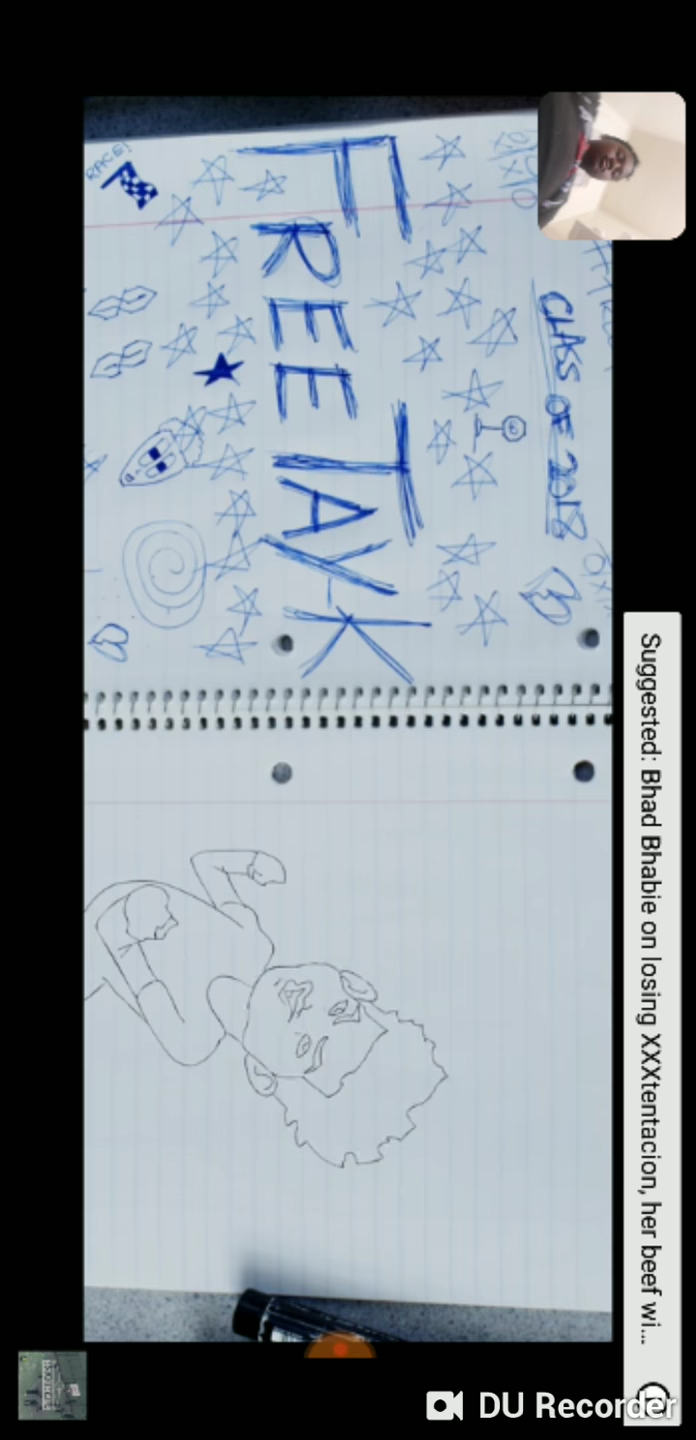 CLASS OF 2018
FREE TAY-K
RACE!
Suggested: Bhad Bhabie on losing XXXtentacion, her beef wi...
DU Recorder